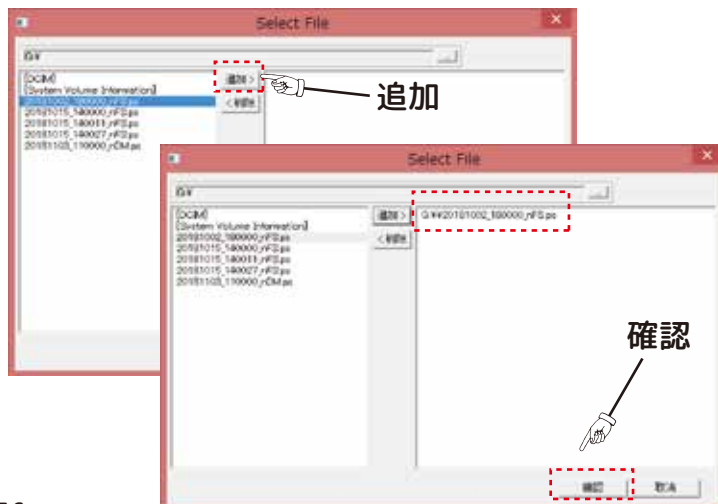 Select File
G:¥
...
[DCIM]
[System Volume Information]
20181002_180000_nFS.ps
20181015_140000_nFS.ps
20181015_140011_nFS.ps
20181015_140027_nFS.ps
20181103_110000_nDM.ps
追加 >
< 削除
追加
Select File
G:¥
...
[DCIM]
[System Volume Information]
20181002_180000_nFS.ps
20181015_140000_nFS.ps
20181015_140011_nFS.ps
20181015_140027_nFS.ps
20181103_110000_nDM.ps
追加 >
< 削除
G:¥¥20181002_180000_nFS.ps
確認
確認
取消